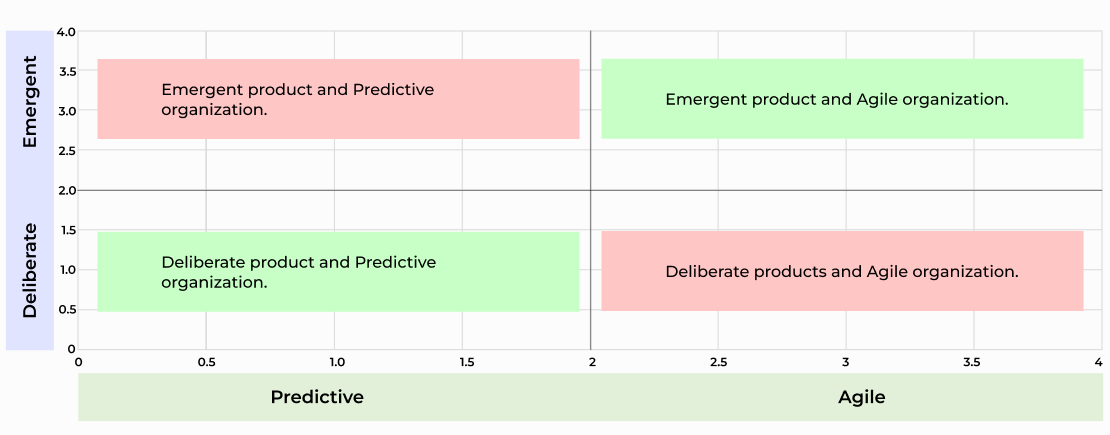 Emergent
Deliberate
4.0
3.5
3.0
2.5
2.0
1.5
1.0
0.5
0
Emergent product and Predictive
organization.
Emergent product and Agile organization.
Deliberate product and Predictive
organization.
Deliberate products and Agile organization.
0
0.5
1.0
1.5
2
2.5
3
3.5
4
Predictive
Agile